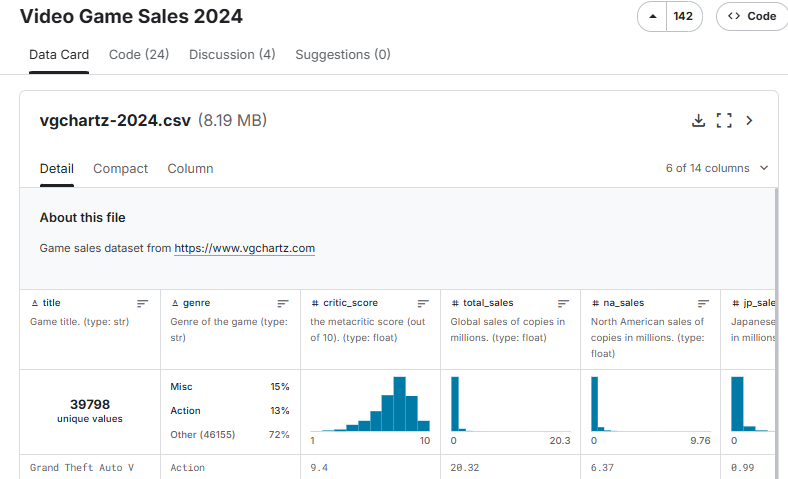 Video Game Sales 2024
142
<> Code
Data Card
Code (24)
Discussion (4)
Suggestions (0)
vgchartz-2024.csv (8.19 MB)
Detail
Compact
Column
6 of 14 columns
About this file
Game sales dataset from https://www.vgchartz.com
title
genre
# critic_score
# total_sales
# na_sales
# jp_sale
Game title. (type: str)
Genre of the game (type:
str)
the metacritic score (out
of 10). (type: float)
Global sales of copies in
millions. (type: float)
North American sales of
copies in millions. (type:
float)
Japanese
in millions
39798
unique values
Misc 15%
Action 13%
Other (46155) 72%
1 10
0 20.3
0 9.76
0
Grand Theft Auto V
Action
9.4
20.32
6.37
0.99